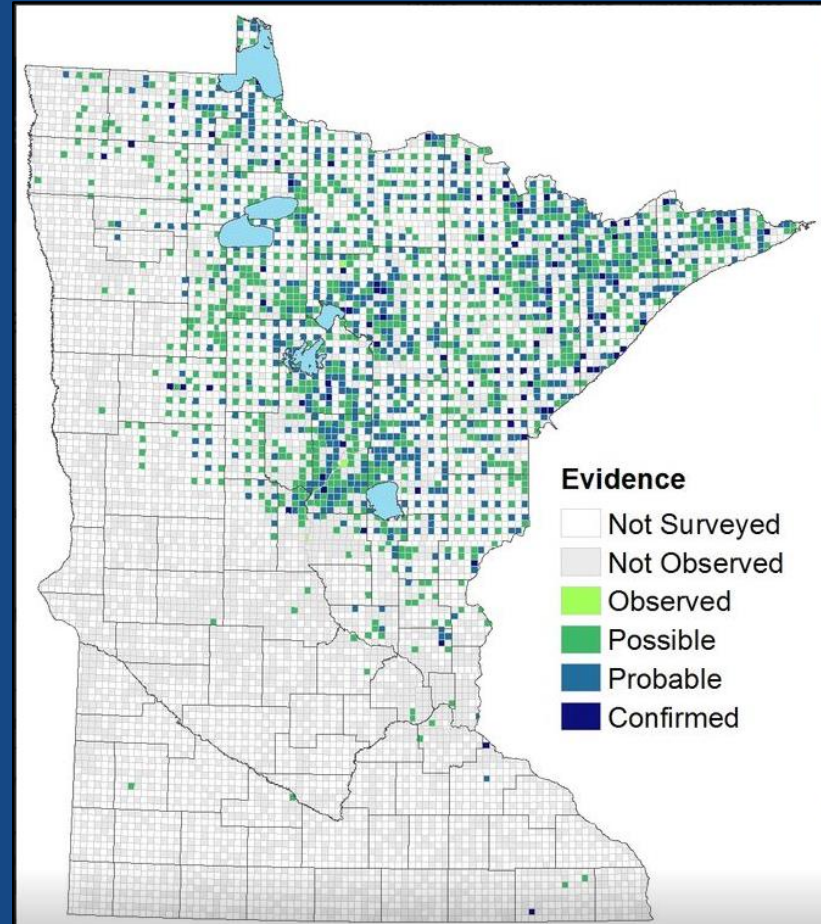 Evidence
Not Surveyed
Not Observed
Observed
Possible
Probable
Confirmed